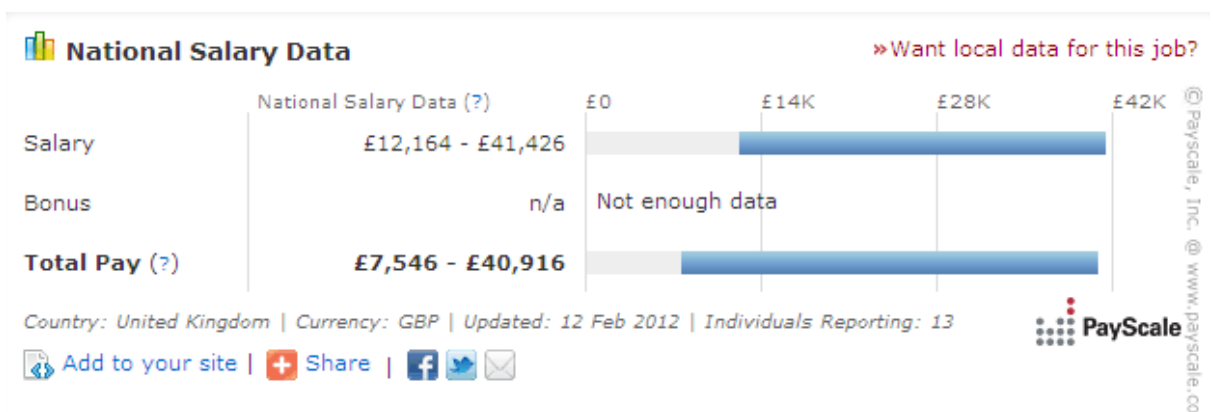 National Salary Data
»Want local data for this job?
National Salary Data (?) £0 £14K £28K £42K
Salary £12,164 - £41,426
Bonus n/a Not enough data
Total Pay (?) £7,546 - £40,916
Country: United Kingdom | Currency: GBP | Updated: 12 Feb 2012 | Individuals Reporting: 13
PayScale
Add to your site | Share |
© Payscale, Inc. @ www.payscale.co